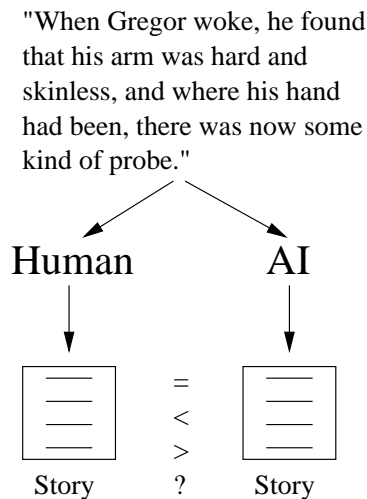 "When Gregor woke, he found
that his arm was hard and
skinless, and where his hand
had been, there was now some
kind of probe."
Human AI
=
<
>
Story ? Story